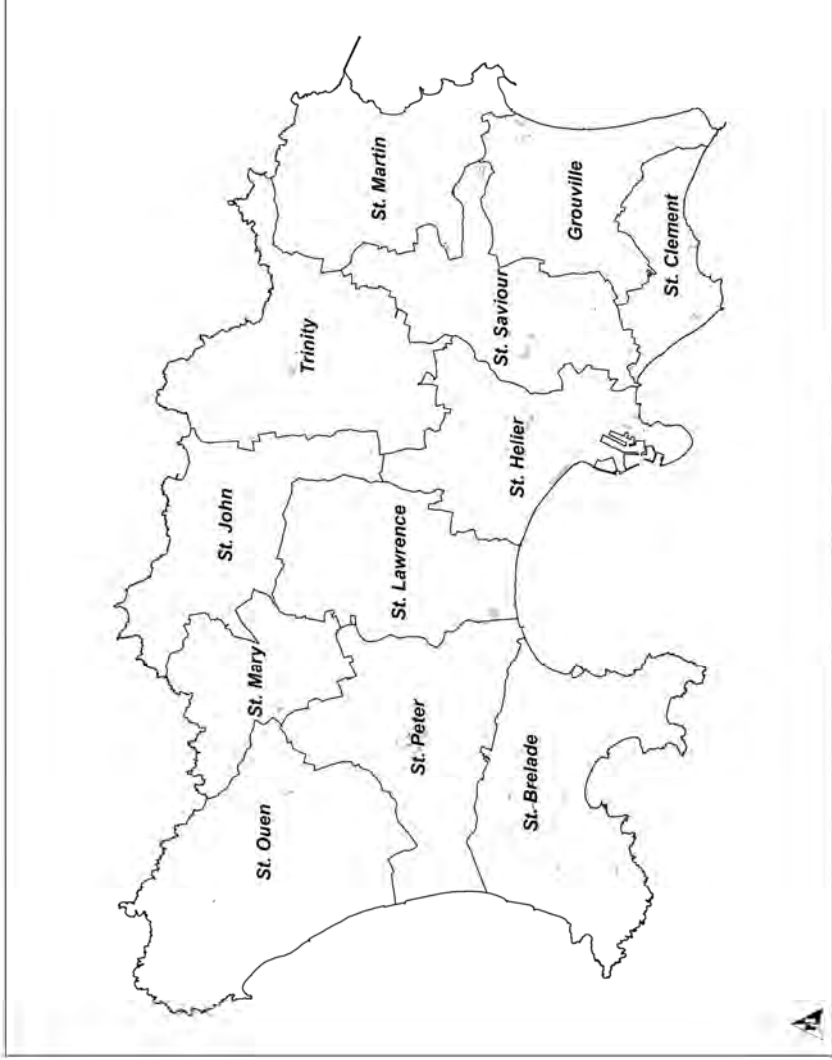 St. Ouen
St. Mary
St. John
Trinity
St. Martin
St. Peter
St. Lawrence
St. Brelade
St. Helier
St. Saviour
Grouville
St. Clement